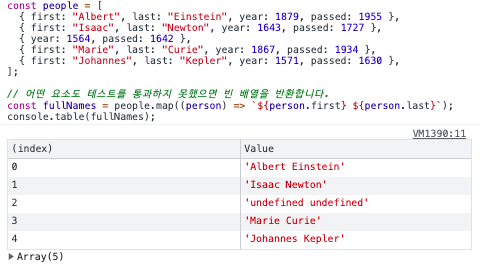 const people = [
  { first: "Albert", last: "Einstein", year: 1879, passed: 1955 },
  { first: "Isaac", last: "Newton", year: 1643, passed: 1727 },
  { year: 1564, passed: 1642 },
  { first: "Marie", last: "Curie", year: 1867, passed: 1934 },
  { first: "Johannes", last: "Kepler", year: 1571, passed: 1630 },
];
// 어떤 요소도 테스트를 통과하지 못했으면 빈 배열을 반환합니다.
const fullNames = people.map((person) => `${person.first} ${person.last}`);
console.table(fullNames);
VM1390:11
(index) Value
0 'Albert Einstein'
1 'Isaac Newton'
2 'undefined undefined'
3 'Marie Curie'
4 'Johannes Kepler'
▶ Array(5)